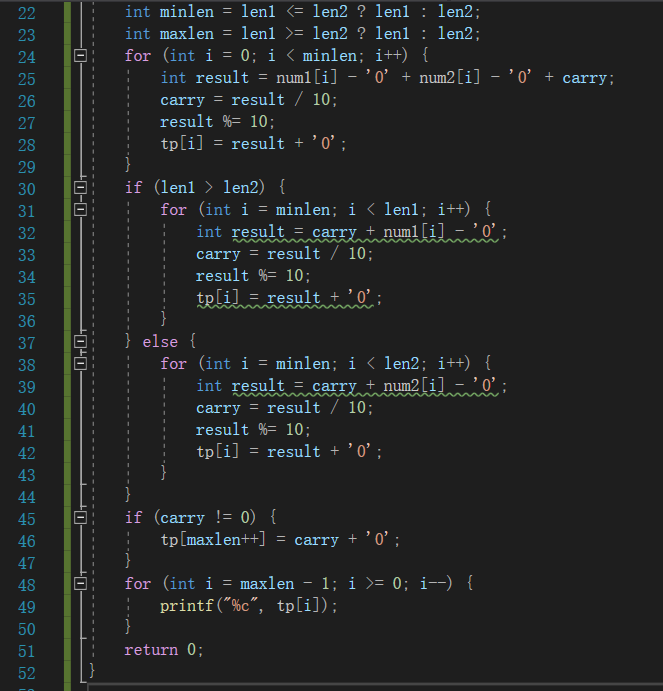 22 int minlen = len1 <= len2 ? len1 : len2;
23 int maxlen = len1 >= len2 ? len1 : len2;
24 for (int i = 0; i < minlen; i++) {
25 int result = num1[i] - '0' + num2[i] - '0' + carry;
26 carry = result / 10;
27 result %= 10;
28 tp[i] = result + '0';
29 }
30 if (len1 > len2) {
31 for (int i = minlen; i < len1; i++) {
32 int result = carry + num1[i] - '0';
33 carry = result / 10;
34 result %= 10;
35 tp[i] = result + '0';
36 }
37 } else {
38 for (int i = minlen; i < len2; i++) {
39 int result = carry + num2[i] - '0';
40 carry = result / 10;
41 result %= 10;
42 tp[i] = result + '0';
43 }
44 }
45 if (carry != 0) {
46 tp[maxlen++] = carry + '0';
47 }
48 for (int i = maxlen - 1; i >= 0; i--) {
49 printf("%c", tp[i]);
50 }
51 return 0;
52 }